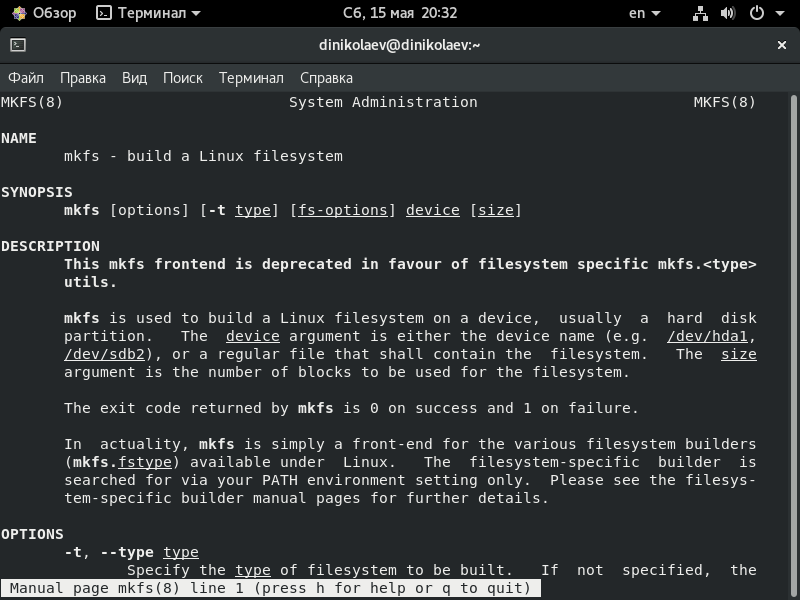 Обзор Терминал Сб, 15 мая 20:32 en
dinikolaev@dinikolaev:~ ×
Файл Правка Вид Поиск Терминал Справка
MKFS(8) System Administration MKFS(8)
NAME
mkfs - build a Linux filesystem
SYNOPSIS
mkfs [options] [-t type] [fs-options] device [size]
DESCRIPTION
This mkfs frontend is deprecated in favour of filesystem specific mkfs.<type>
utils.
mkfs is used to build a Linux filesystem on a device, usually a hard disk
partition. The device argument is either the device name (e.g. /dev/hda1,
/dev/sdb2), or a regular file that shall contain the filesystem. The size
argument is the number of blocks to be used for the filesystem.
The exit code returned by mkfs is 0 on success and 1 on failure.
In actuality, mkfs is simply a front-end for the various filesystem builders
(mkfs.fstype) available under Linux. The filesystem-specific builder is
searched for via your PATH environment setting only. Please see the filesys-
tem-specific builder manual pages for further details.
OPTIONS
-t, --type type
Specify the type of filesystem to be built. If not specified, the
Manual page mkfs(8) line 1 (press h for help or q to quit)